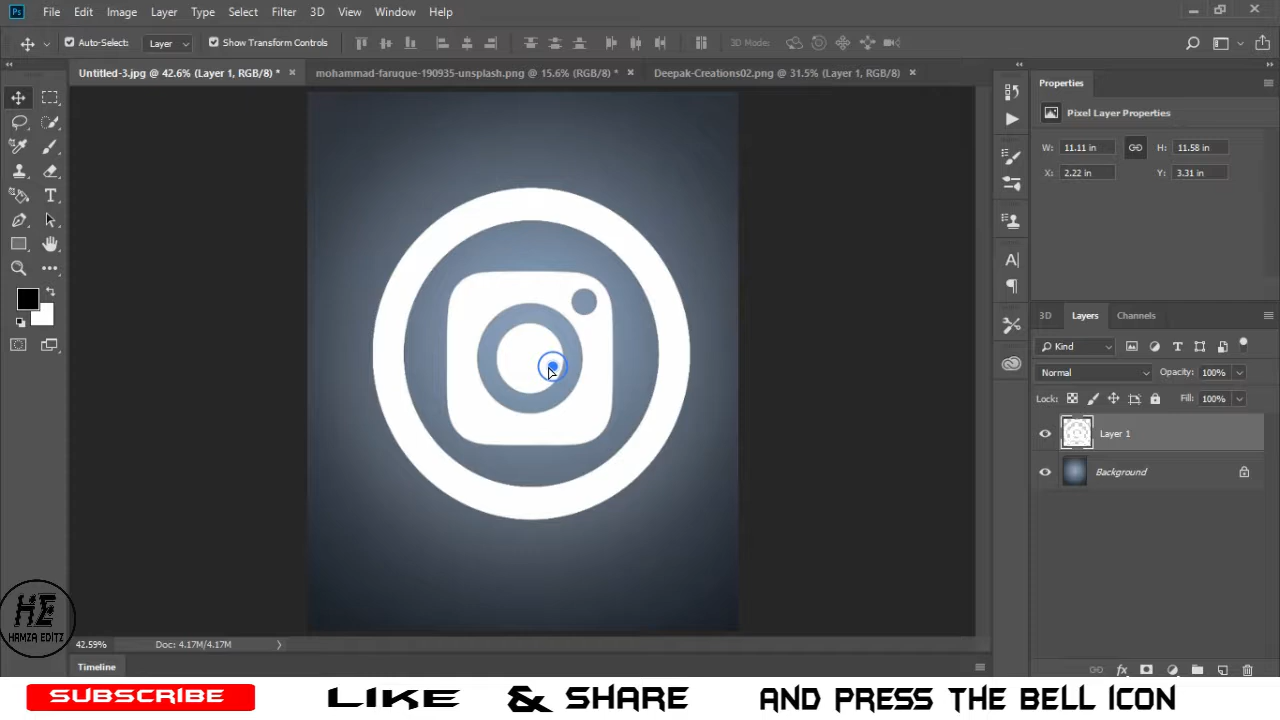 Ps File Edit Image Layer Type Select Filter 3D View Window Help
Auto-Select: Layer Show Transform Controls 3D Mode:
Untitled-3.jpg @ 42.6% (Layer 1, RGB/8) * × mohammad-faruque-190935-unsplash.png @ 15.6% (RGB/8) * × Deepak-Creations02.png @ 31.5% (Layer 1, RGB/8) ×
Properties
Pixel Layer Properties
W: 11.11 in H: 11.58 in
X: 2.22 in Y: 3.31 in
3D Layers Channels
Kind
Normal Opacity: 100%
Lock: Fill: 100%
Layer 1
Background
HE
HAMZA EDITZ
42.59% Doc: 4.17M/4.17M
Timeline
SUBSCRIBE LIKE & SHARE AND PRESS THE BELL ICON